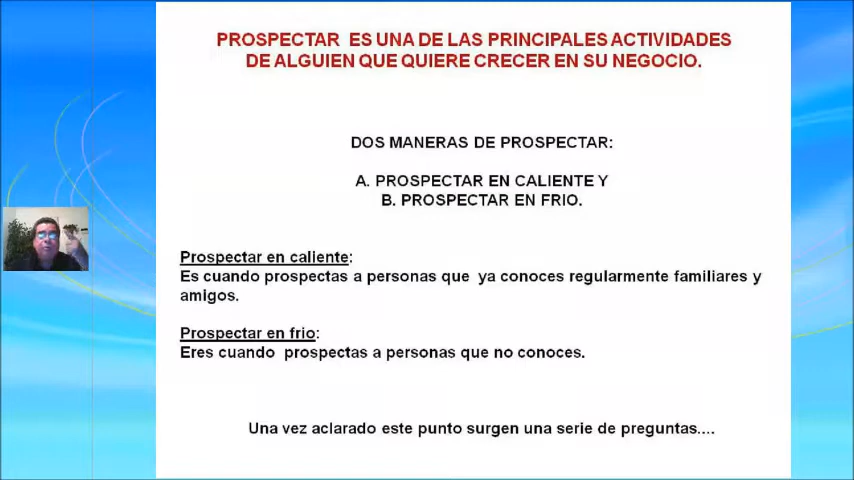 PROSPECTAR ES UNA DE LAS PRINCIPALES ACTIVIDADES
DE ALGUIEN QUE QUIERE CRECER EN SU NEGOCIO.
DOS MANERAS DE PROSPECTAR:
A. PROSPECTAR EN CALIENTE Y
B. PROSPECTAR EN FRIO.
Prospectar en caliente:
Es cuando prospectas a personas que ya conoces regularmente familiares y
amigos.
Prospectar en frio:
Eres cuando prospectas a personas que no conoces.
Una vez aclarado este punto surgen una serie de preguntas....